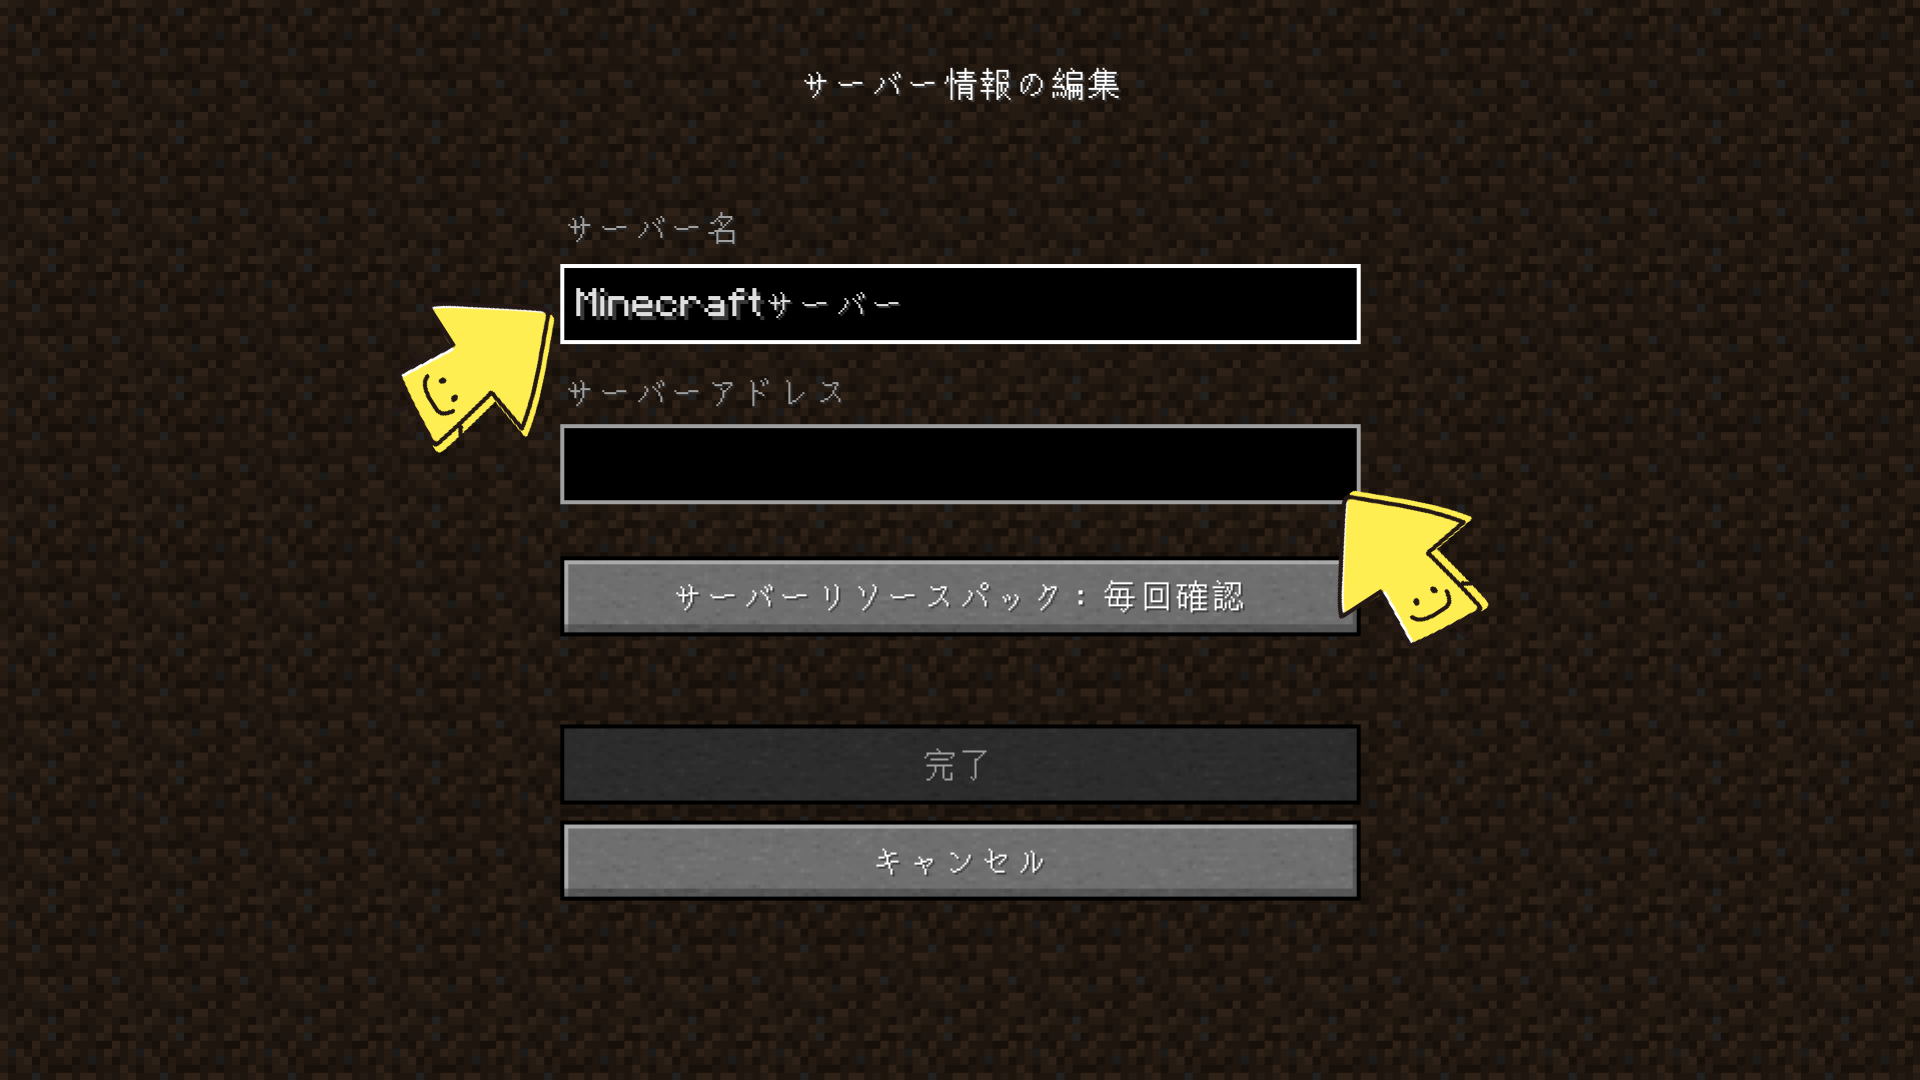 サーバー情報の編集
サーバー名
Minecraftサーバー
サーバーアドレス
サーバーリソースパック：毎回確認
完了
キャンセル